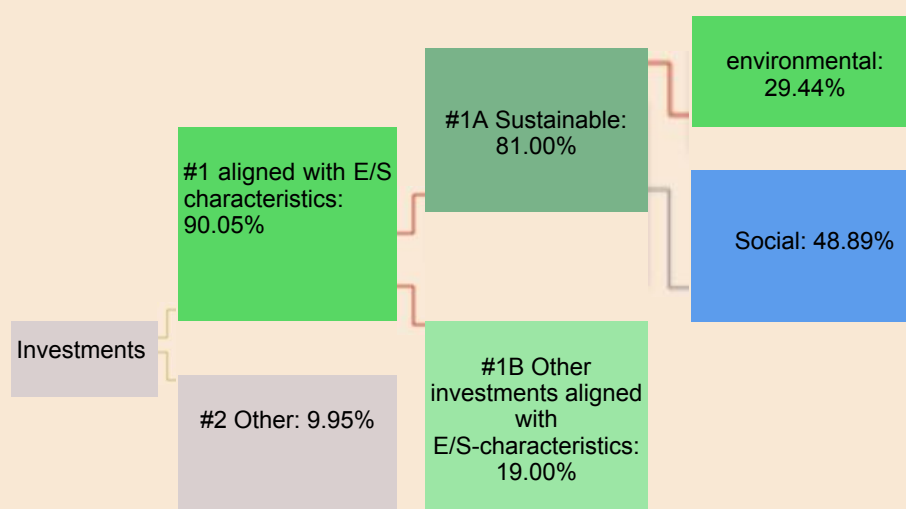 Investments
#1 aligned with E/S
characteristics:
90.05%
#2 Other: 9.95%
#1A Sustainable:
81.00%
#1B Other
investments aligned
with
E/S-characteristics:
19.00%
environmental:
29.44%
Social: 48.89%